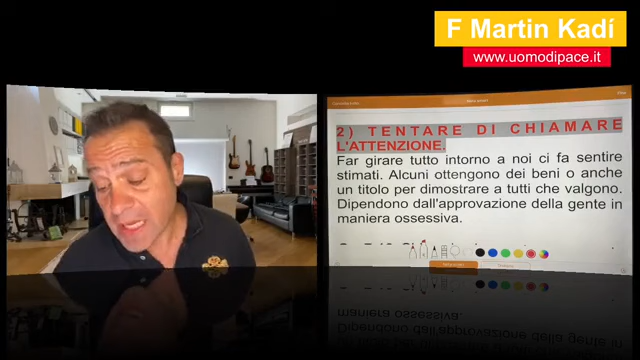 F Martin Kadí
www.uomodipace.it
2) TENTARE DI CHIAMARE
L'ATTENZIONE.
Far girare tutto intorno a noi ci fa sentire
stimati. Alcuni ottengono dei beni o anche
un titolo per dimostrare a tutti che valgono.
Dipendono dall'approvazione della gente in
maniera ossessiva.